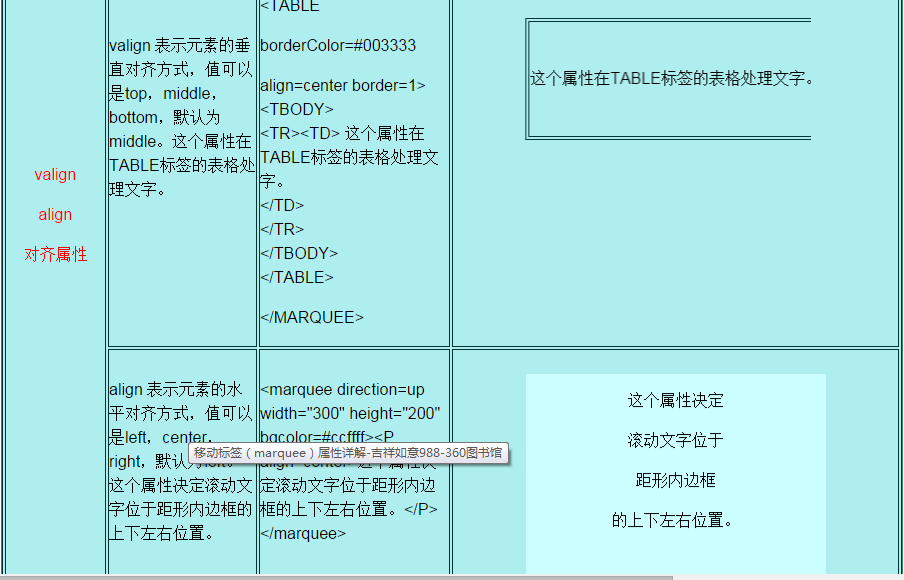 valign
align
对齐属性
valign 表示元素的垂
直对齐方式，值可以
是top，middle，
bottom，默认为
middle。这个属性在
TABLE标签的表格处
理文字。
<TABLE
borderColor=#003333
align=center border=1>
<TBODY>
<TR><TD> 这个属性在
TABLE标签的表格处理文
字。
</TD>
</TR>
</TBODY>
</TABLE>
</MARQUEE>
这个属性在TABLE标签的表格处理文字。
align 表示元素的水
平对齐方式，值可以
是left，center，
right，默认为left。
这个属性决定滚动文
字位于距形内边框的
上下左右位置。
<marquee direction=up
width="300" height="200"
bgcolor=#ccffff><P
align=center>这个属性决
定滚动文字位于距形内边
框的上下左右位置。</P>
</marquee>
移动标签（marquee）属性详解-吉祥如意988-360图书馆
这个属性决定
滚动文字位于
距形内边框
的上下左右位置。